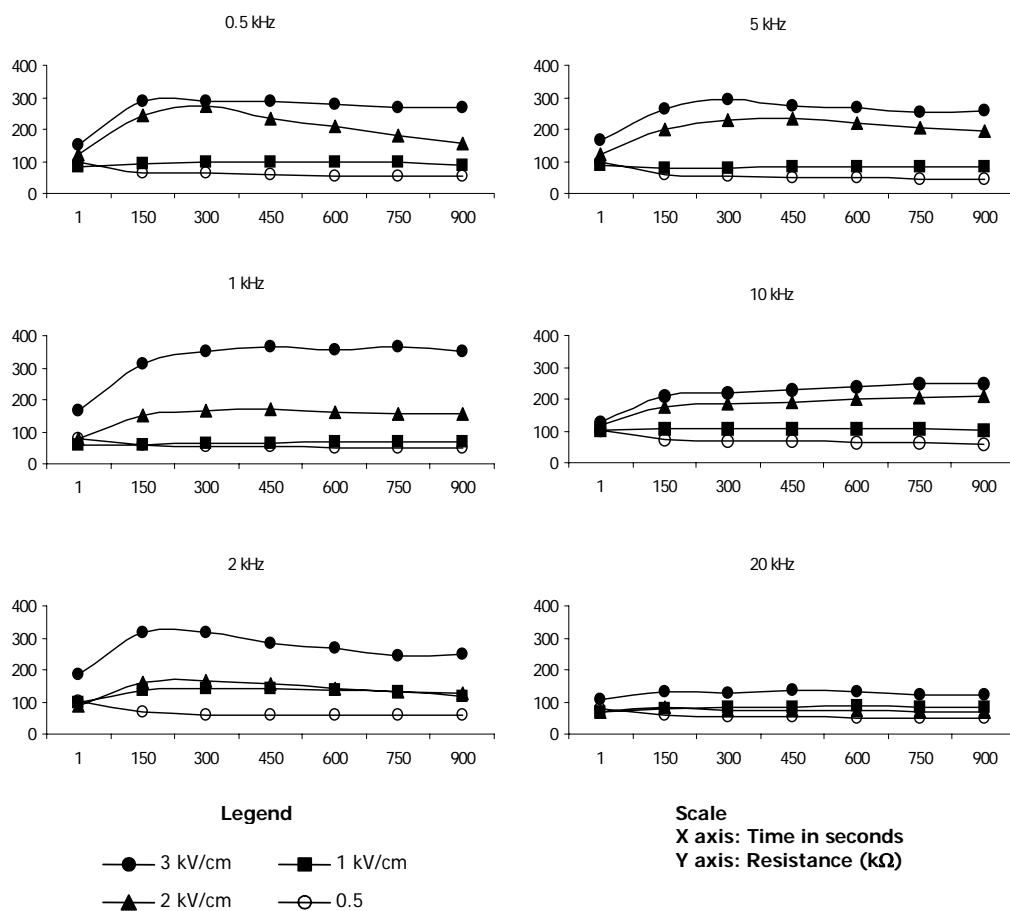 0.5 kHz
400
300
200
100
0
1 150 300 450 600 750 900
5 kHz
400
300
200
100
0
1 150 300 450 600 750 900
1 kHz
400
300
200
100
0
1 150 300 450 600 750 900
10 kHz
400
300
200
100
0
1 150 300 450 600 750 900
2 kHz
400
300
200
100
0
1 150 300 450 600 750 900
20 kHz
400
300
200
100
0
1 150 300 450 600 750 900
Legend
3 kV/cm 1 kV/cm
2 kV/cm 0.5
Scale
X axis: Time in seconds
Y axis: Resistance (kΩ)